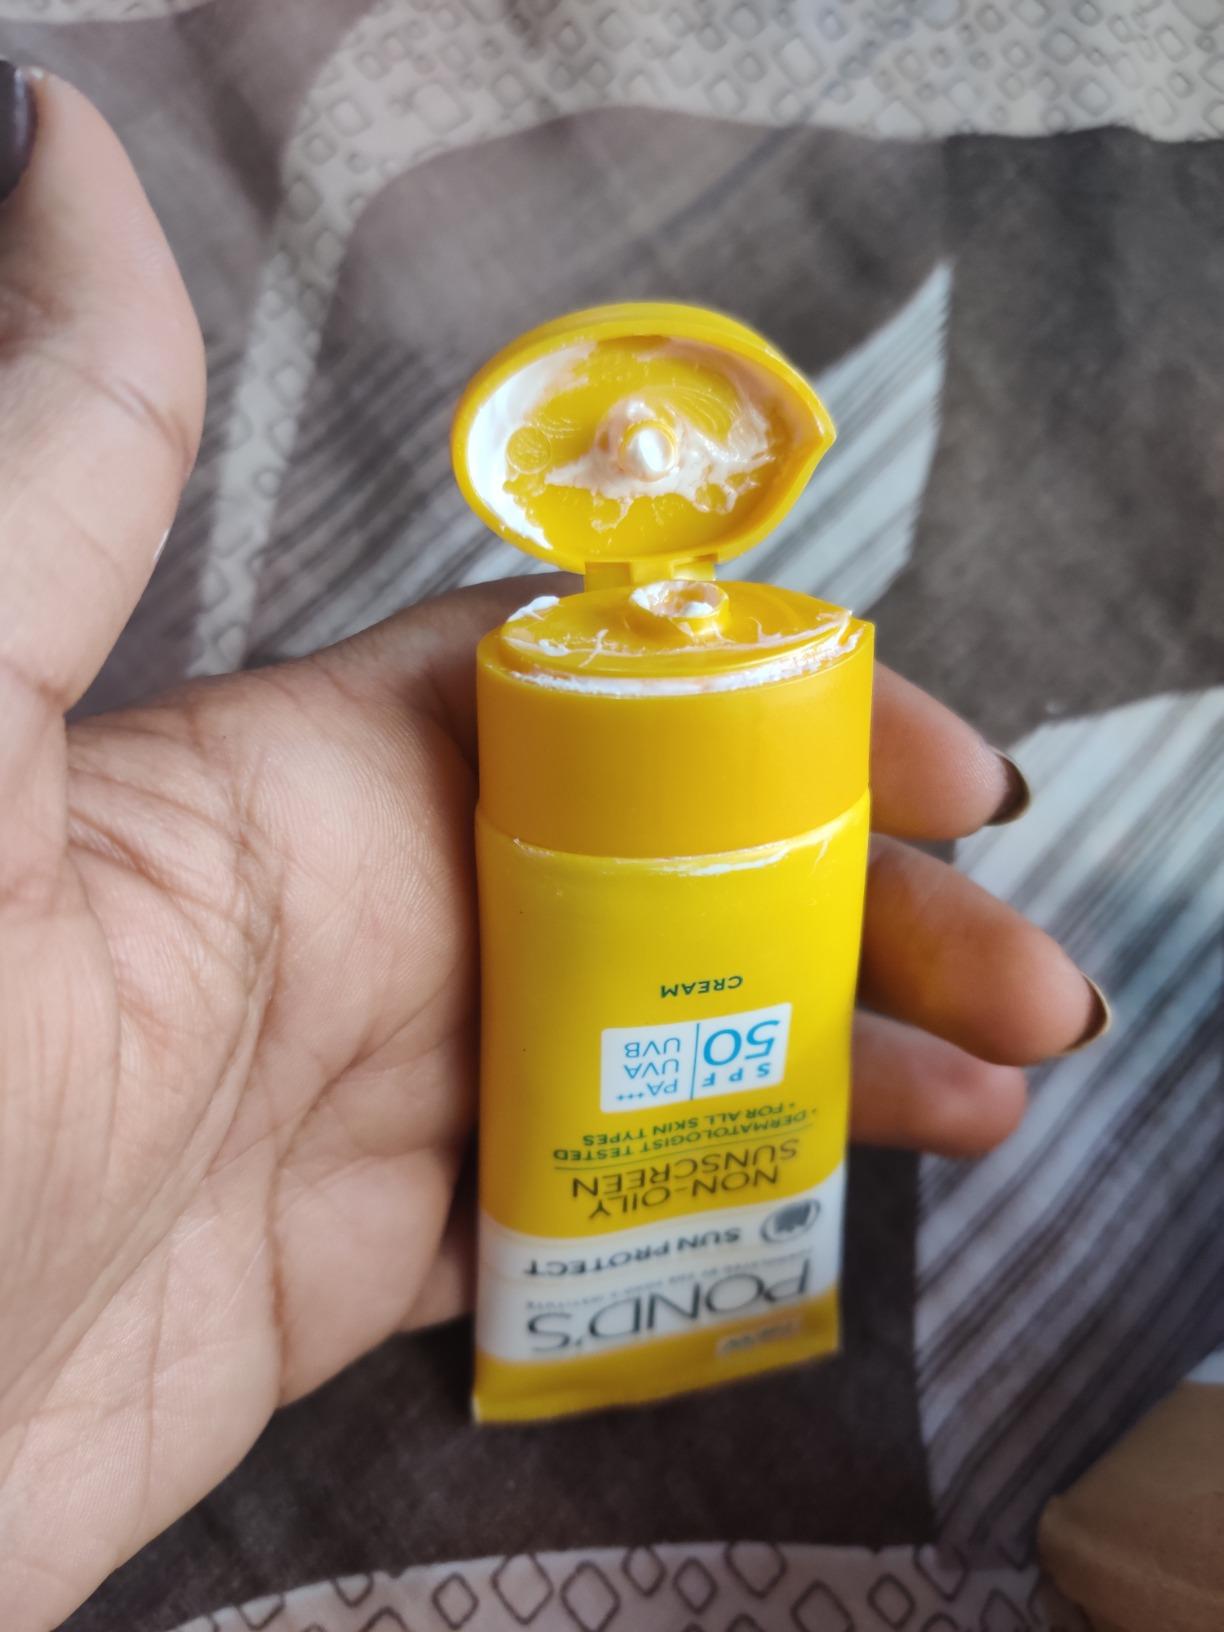 POND'S
SUN PROTECT
NON-OILY
SUNSCREEN
• DERMATOLOGIST TESTED
• FOR ALL SKIN TYPES
SPF 50 PA+++ UVA UVB
CREAM